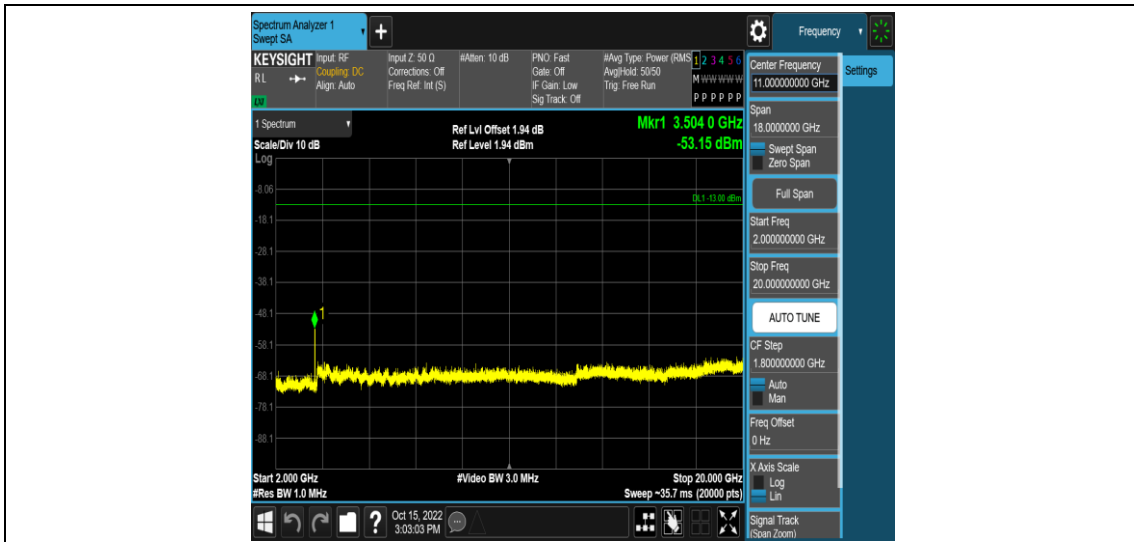 Spectrum Analyzer 1
Swept SA
+
Frequency
KEYSIGHT
RL
LXI
Input: RF
Coupling: DC
Align: Auto
Input Z: 50 Ω
Corrections: Off
Freq Ref: Int (S)
#Atten: 10 dB
PNO: Fast
Gate: Off
IF Gain: Low
Sig Track: Off
#Avg Type: Power (RMS
Avg|Hold: 50/50
Trig: Free Run
1 2 3 4 5 6
M W W W W W
P P P P P P
1 Spectrum
Scale/Div 10 dB
Log
Ref Lvl Offset 1.94 dB
Ref Level 1.94 dBm
Mkr1 3.504 0 GHz
-53.15 dBm
-8.06
DL1 -13.00 dBm
-18.1
-28.1
-38.1
-48.1
1
-58.1
-68.1
-78.1
-88.1
Start 2.000 GHz
#Video BW 3.0 MHz
Stop 20.000 GHz
#Res BW 1.0 MHz
Sweep ~35.7 ms (20000 pts)
?
Oct 15, 2022
3:03:03 PM
Center Frequency
11.000000000 GHz
Settings
Span
18.0000000 GHz
Swept Span
Zero Span
Full Span
Start Freq
2.000000000 GHz
Stop Freq
20.000000000 GHz
AUTO TUNE
CF Step
1.800000000 GHz
Auto
Man
Freq Offset
0 Hz
X Axis Scale
Log
Lin
Signal Track
(Span Zoom)